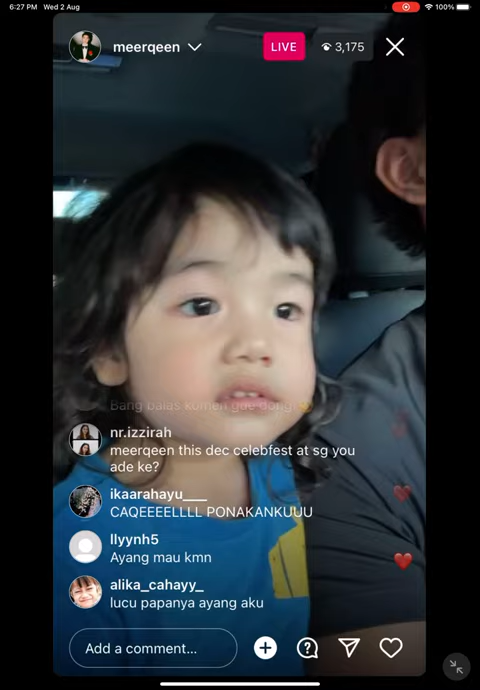 6:27 PM Wed 2 Aug
100%
meerqeen
LIVE
3,175
Bang balas komen gue dong
nr.izzirah
meerqeen this dec celebfest at sg you
ade ke?
ikaarahayu___
CAQEEEELLLL PONAKANKUUU
llyynh5
Ayang mau kmn
alika_cahayy_
lucu papanya ayang aku
Add a comment...